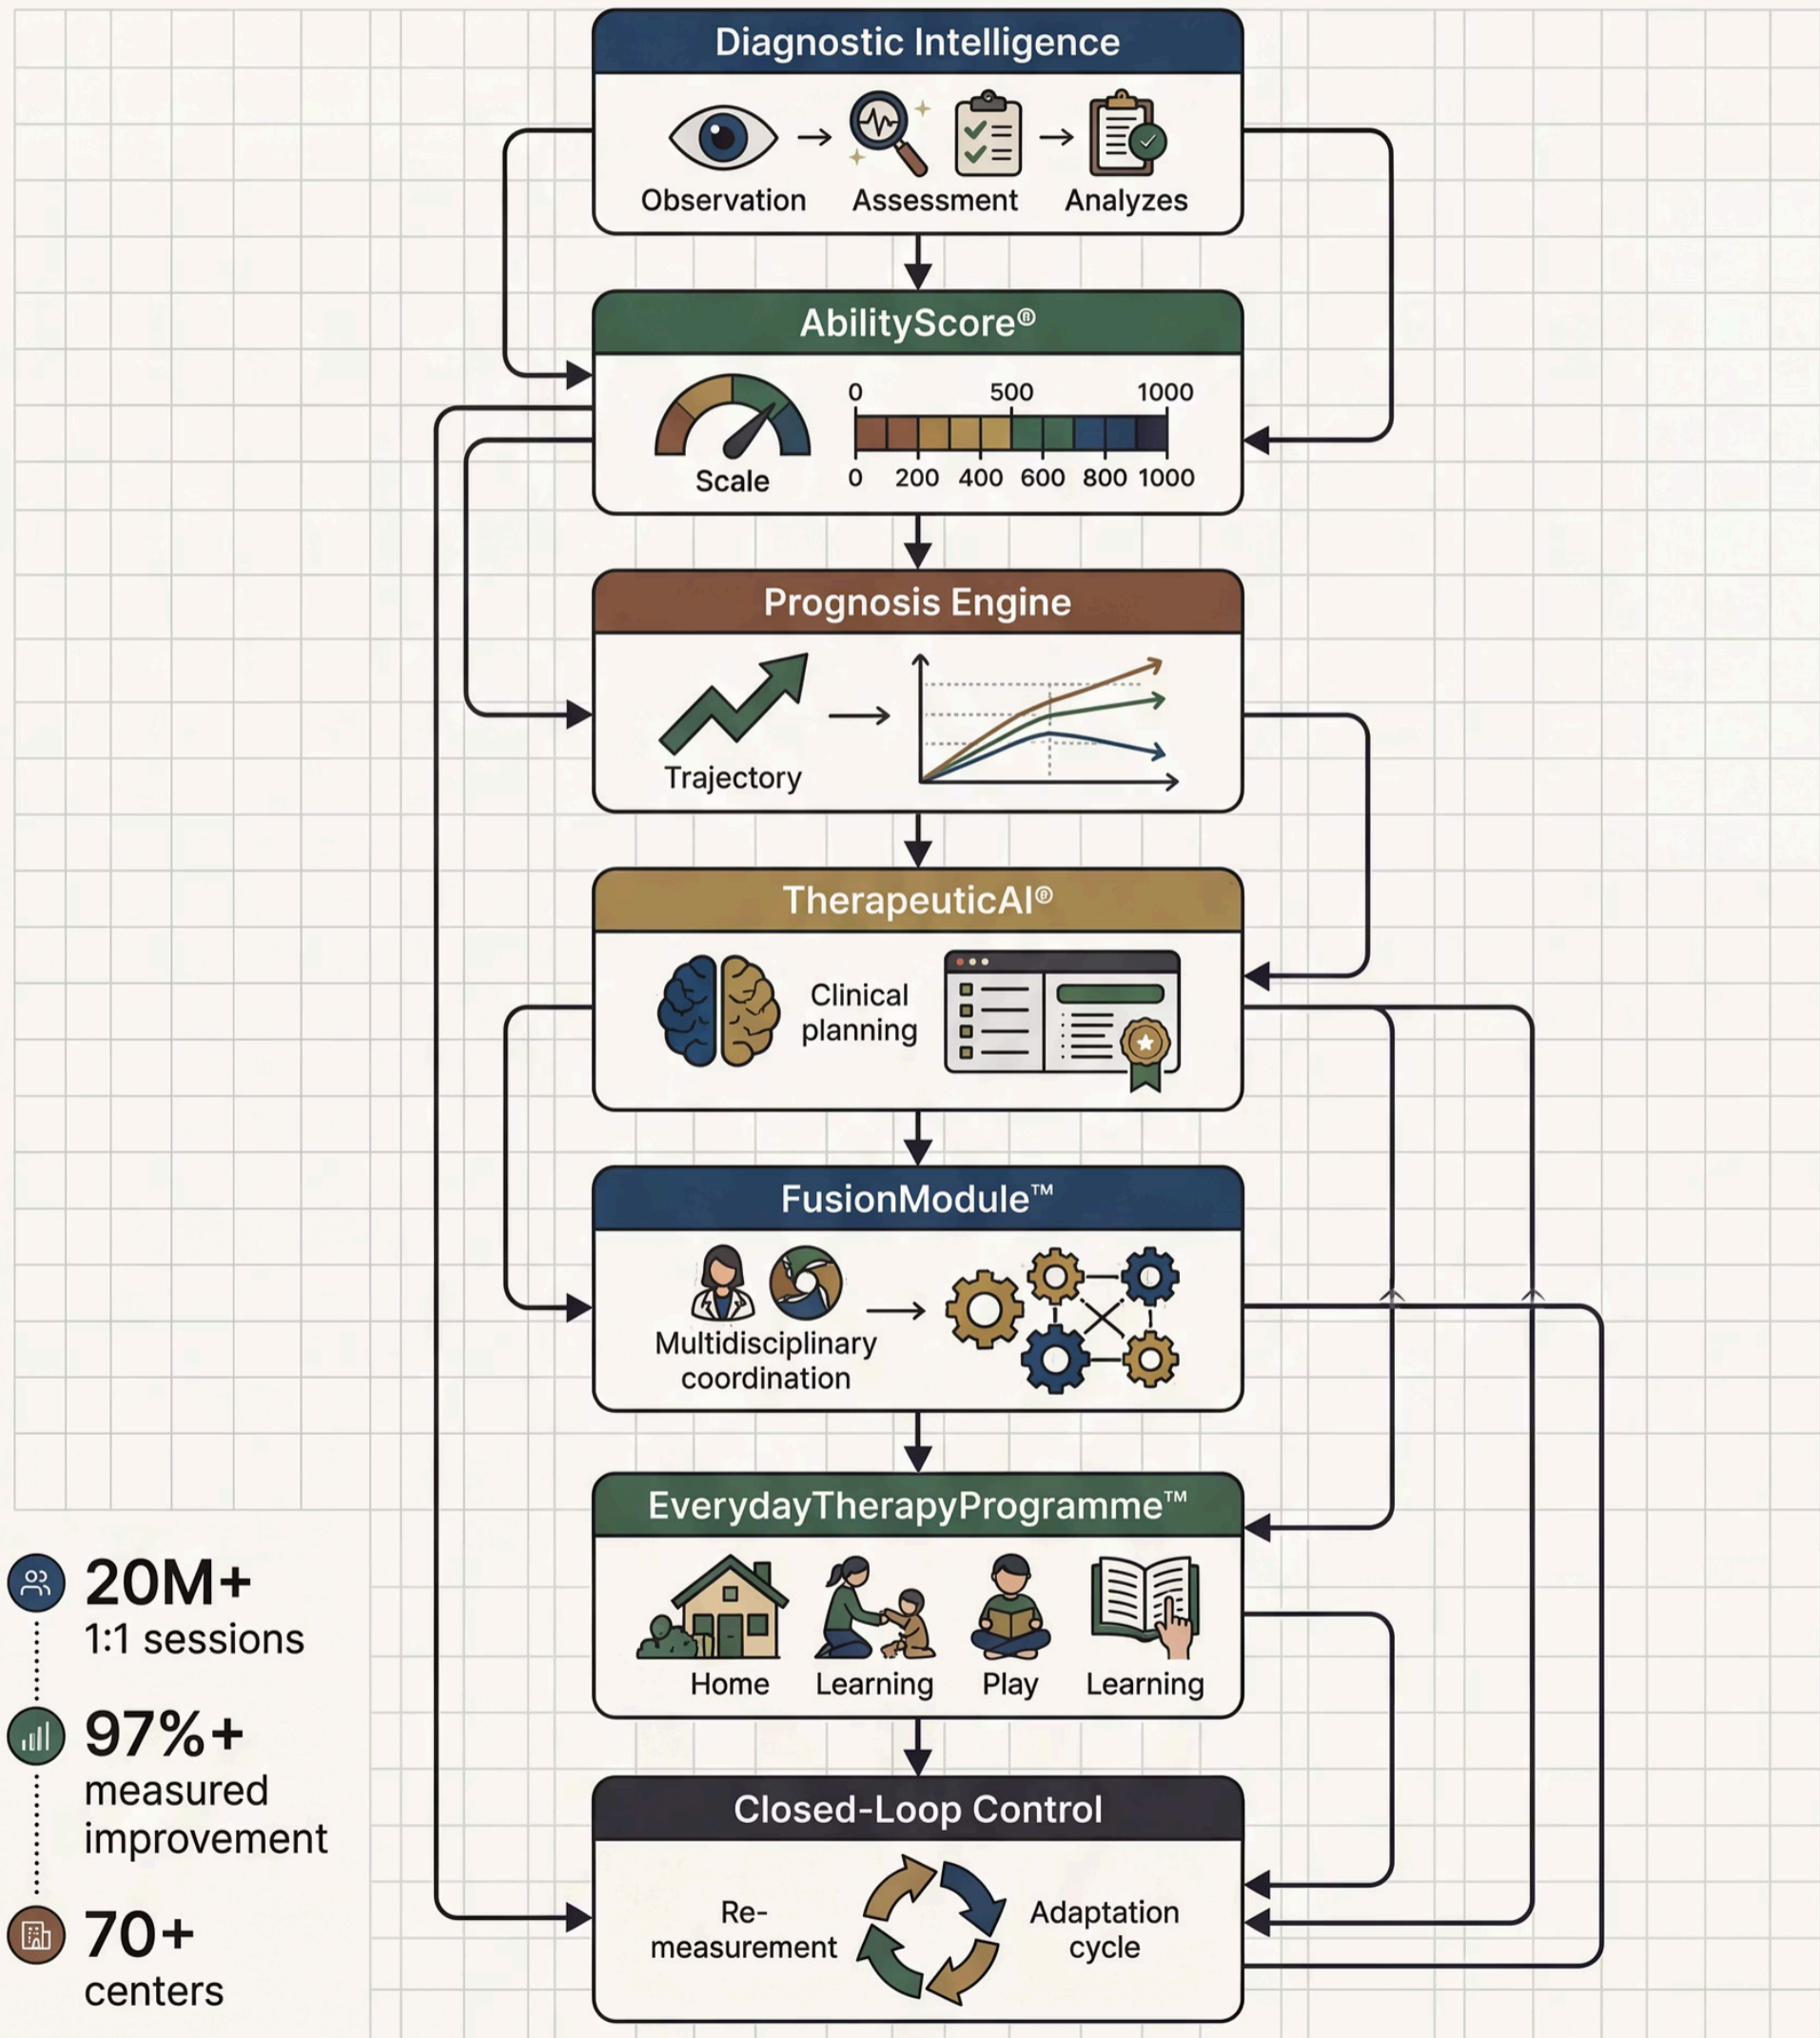 Diagnostic Intelligence
Observation
Assessment
Analyzes
AbilityScore®
0 500 1000
Scale
0 200 400 600 800 1000
Prognosis Engine
Trajectory
TherapeuticAI®
Clinical
planning
FusionModule™
Multidisciplinary
coordination
EverydayTherapyProgramme™
Home
Learning
Play
Learning
Closed-Loop Control
Re-
measurement
Adaptation
cycle
20M+
1:1 sessions
97%+
measured
improvement
70+
centers